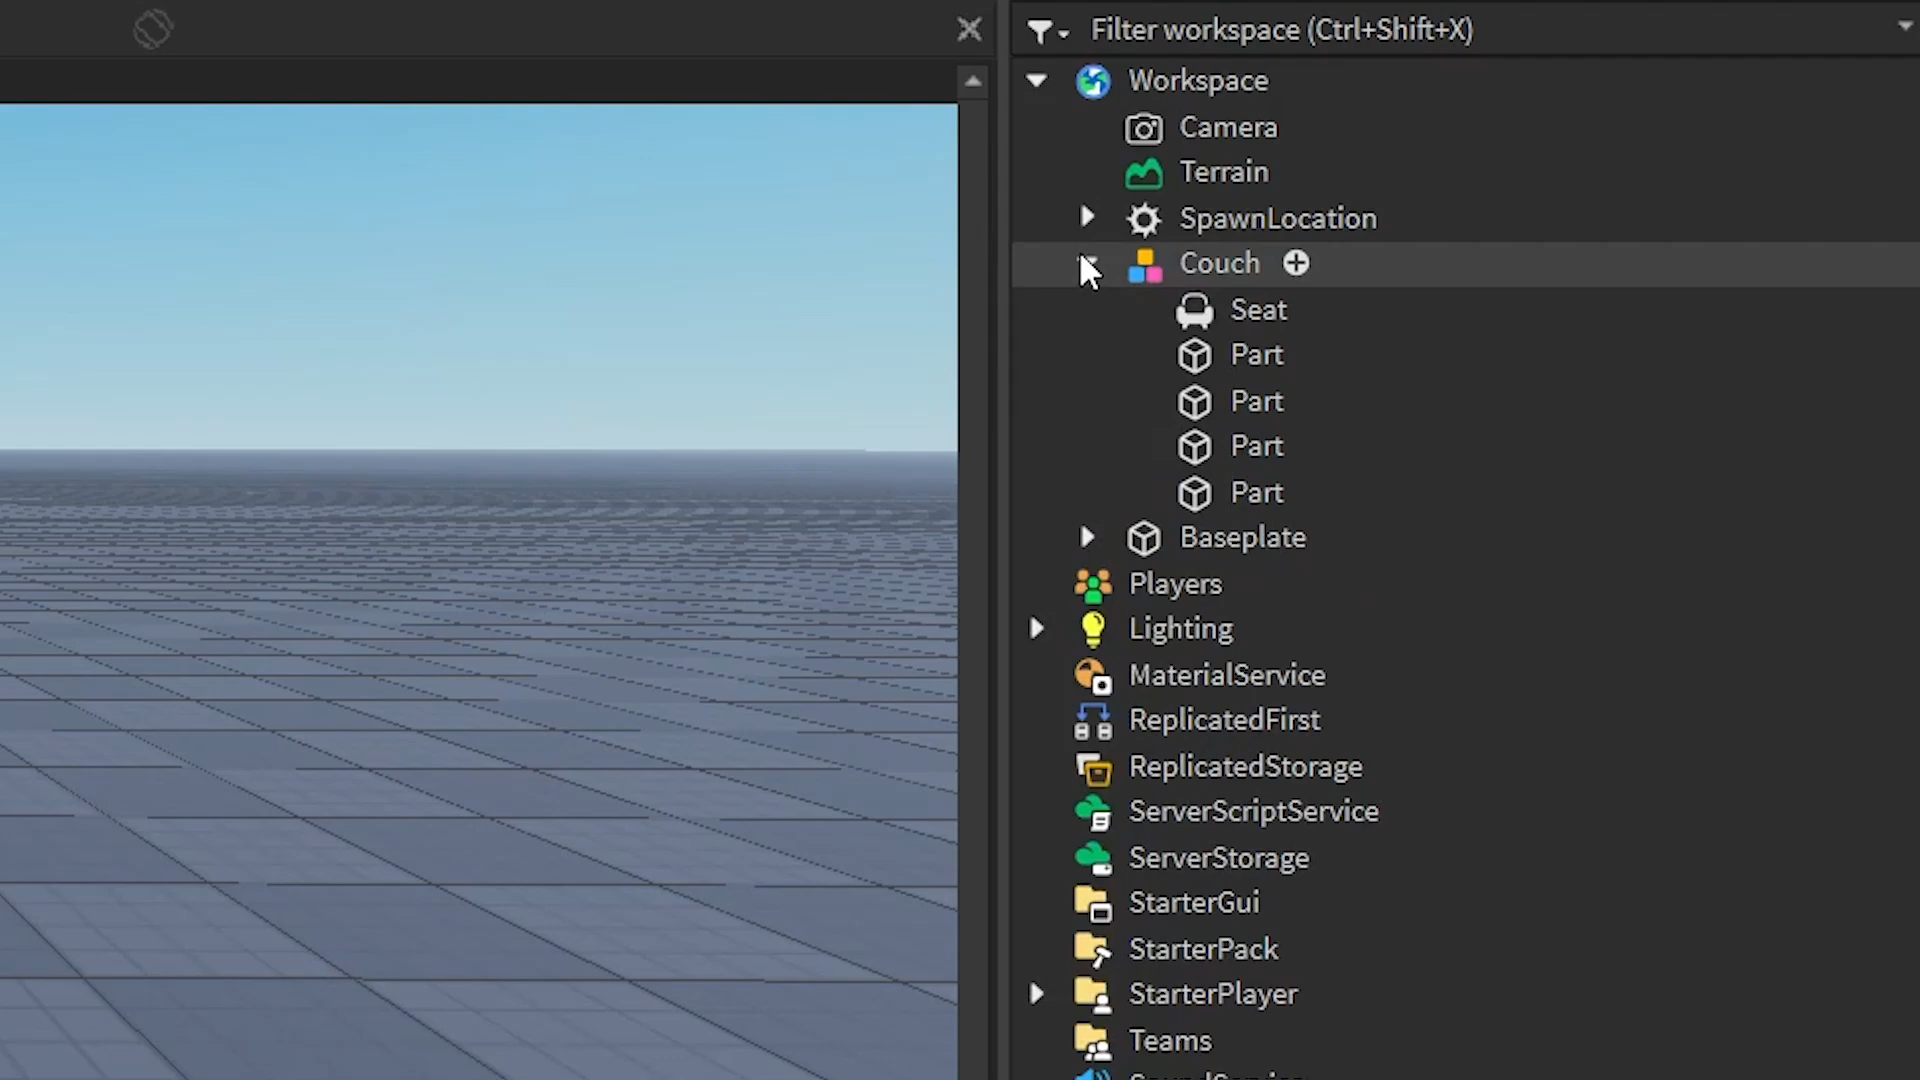 Filter workspace (Ctrl+Shift+X)
Workspace
Camera
Terrain
SpawnLocation
Couch
Seat
Part
Part
Part
Part
Baseplate
Players
Lighting
MaterialService
ReplicatedFirst
ReplicatedStorage
ServerScriptService
ServerStorage
StarterGui
StarterPack
StarterPlayer
Teams